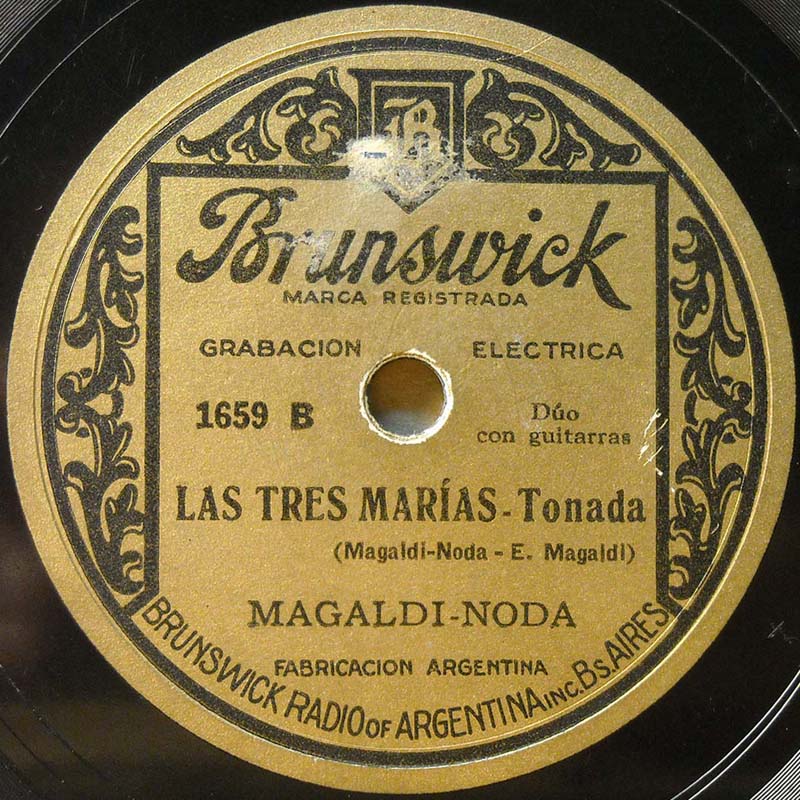 B
Brunswick
MARCA REGISTRADA
GRABACION ELECTRICA
1659 B
Dúo
con guitarras
LAS TRES MARÍAS - Tonada
(Magaldi-Noda - E. Magaldi)
MAGALDI-NODA
FABRICACION ARGENTINA
BRUNSWICK RADIO OF ARGENTINA INC. Bs. AIRES